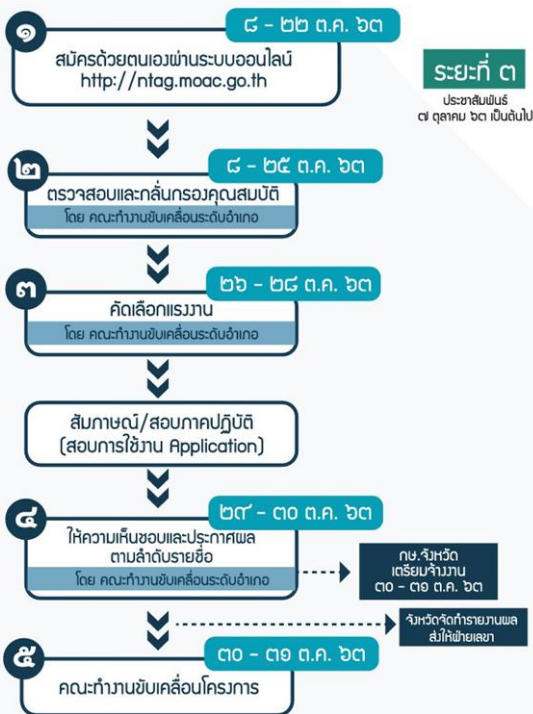 ๑
๘ - ๒๒ ต.ค. ๖๓
สมัครด้วยตนเองผ่านระบบออนไลน์
http://ntag.moac.go.th
ระยะที่ ๓
ประชาสัมพันธ์
๗ ตุลาคม ๖๓ เป็นต้นไป
๒
๘ - ๒๕ ต.ค. ๖๓
ตรวจสอบและกลั่นกรองคุณสมบัติ
โดย คณะทำงานขับเคลื่อนระดับอำเภอ
๓
๒๖ - ๒๘ ต.ค. ๖๓
คัดเลือกแรงงาน
โดย คณะทำงานขับเคลื่อนระดับอำเภอ
สัมภาษณ์/สอบภาคปฏิบัติ
(สอบการใช้งาน Application)
๔
๒๙ - ๓๐ ต.ค. ๖๓
ให้ความเห็นชอบและประกาศผล
ตามลำดับรายชื่อ
โดย คณะทำงานขับเคลื่อนระดับอำเภอ
กษ.จังหวัด
เตรียมจ้างงาน
๓๐ - ๓๑ ต.ค. ๖๓
จังหวัดจัดทำรายงานผล
ส่งให้ฝ่ายเลขา
๕
๓๐ - ๓๑ ต.ค. ๖๓
คณะทำงานขับเคลื่อนโครงการ